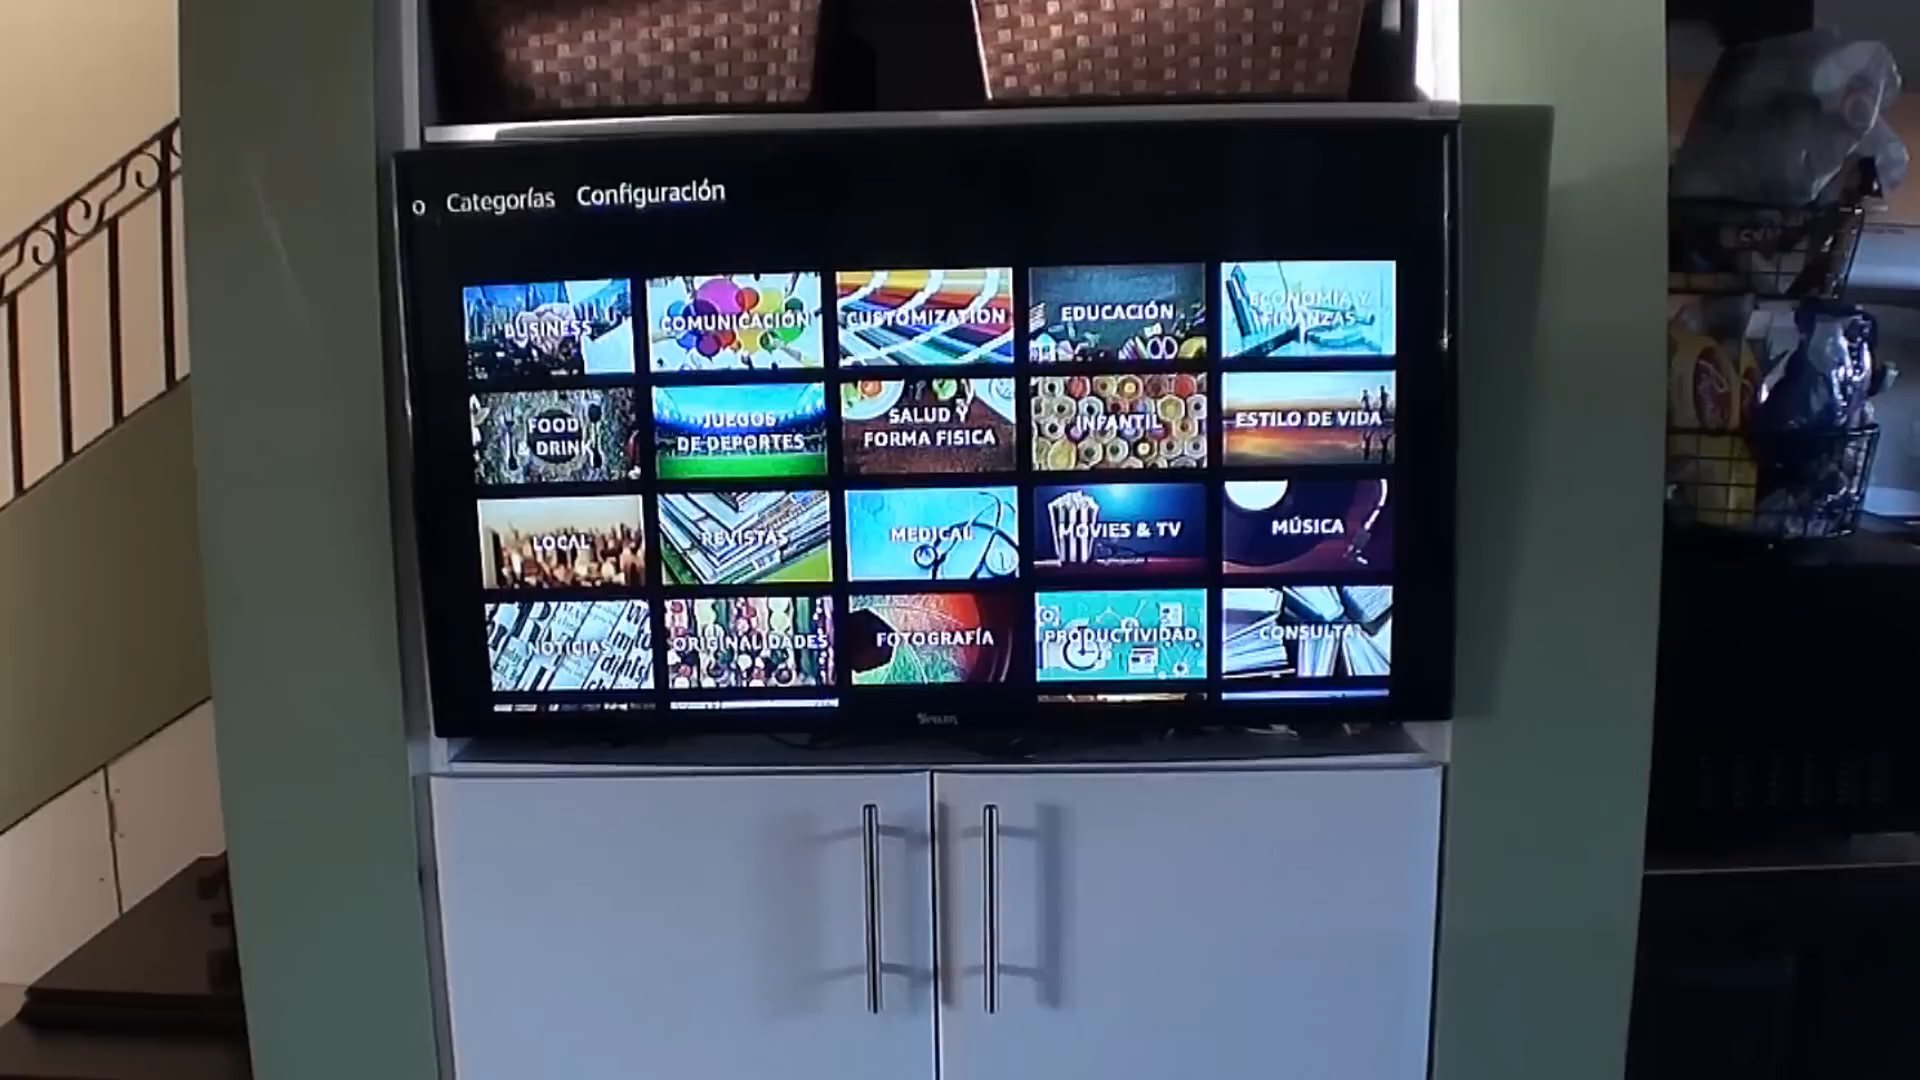 o Categorías Configuración
BUSINESS
COMUNICACIÓN
CUSTOMIZATION
EDUCACIÓN
ECONOMÍA Y
FINANZAS
FOOD
& DRINK
JUEGOS
DE DEPORTES
SALUD Y
FORMA FISICA
INFANTIL
ESTILO DE VIDA
LOCAL
REVISTAS
MEDICAL
MOVIES & TV
MÚSICA
NOTICIAS
ORIGINALIDADES
FOTOGRAFÍA
PRODUCTIVIDAD
CONSULTA